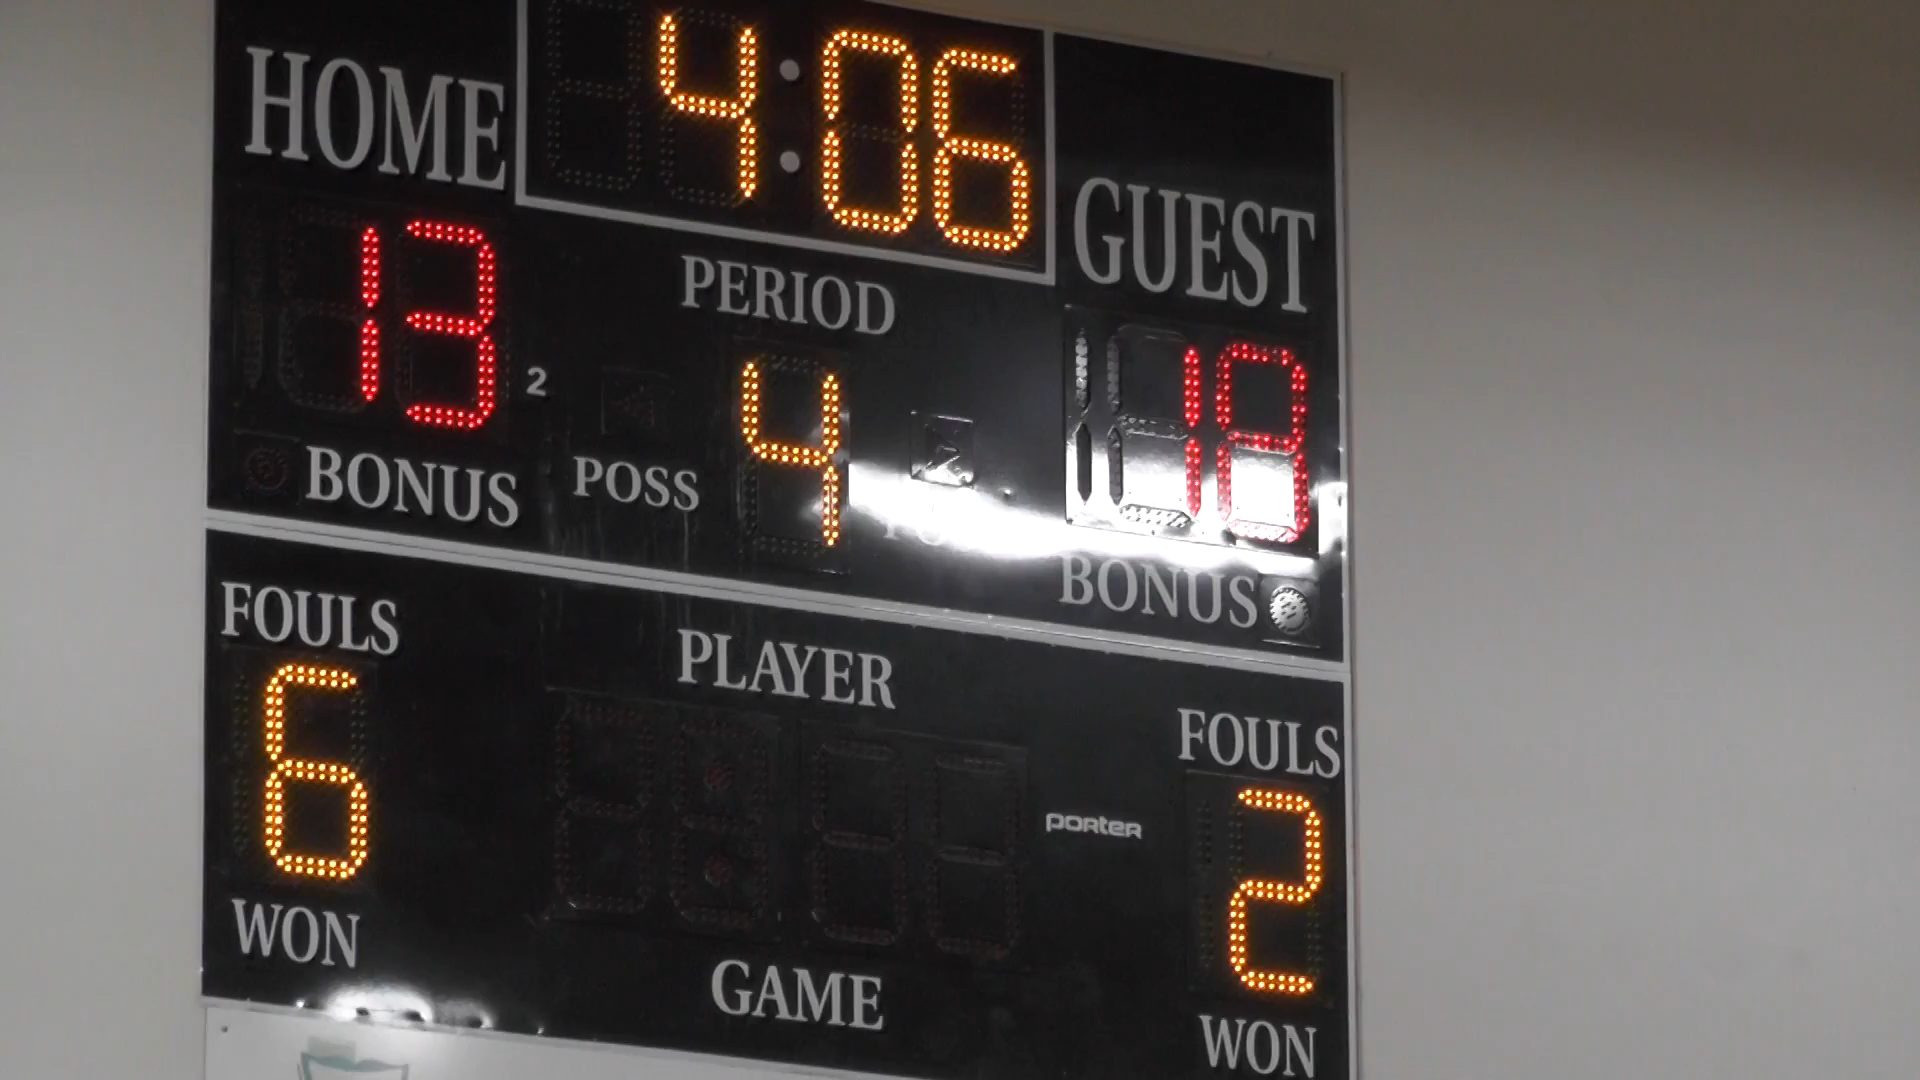 4:06
HOME
GUEST
13
PERIOD
18
2
4
BONUS
POSS
BONUS
FOULS
PLAYER
FOULS
6
2
porter
WON
GAME
WON